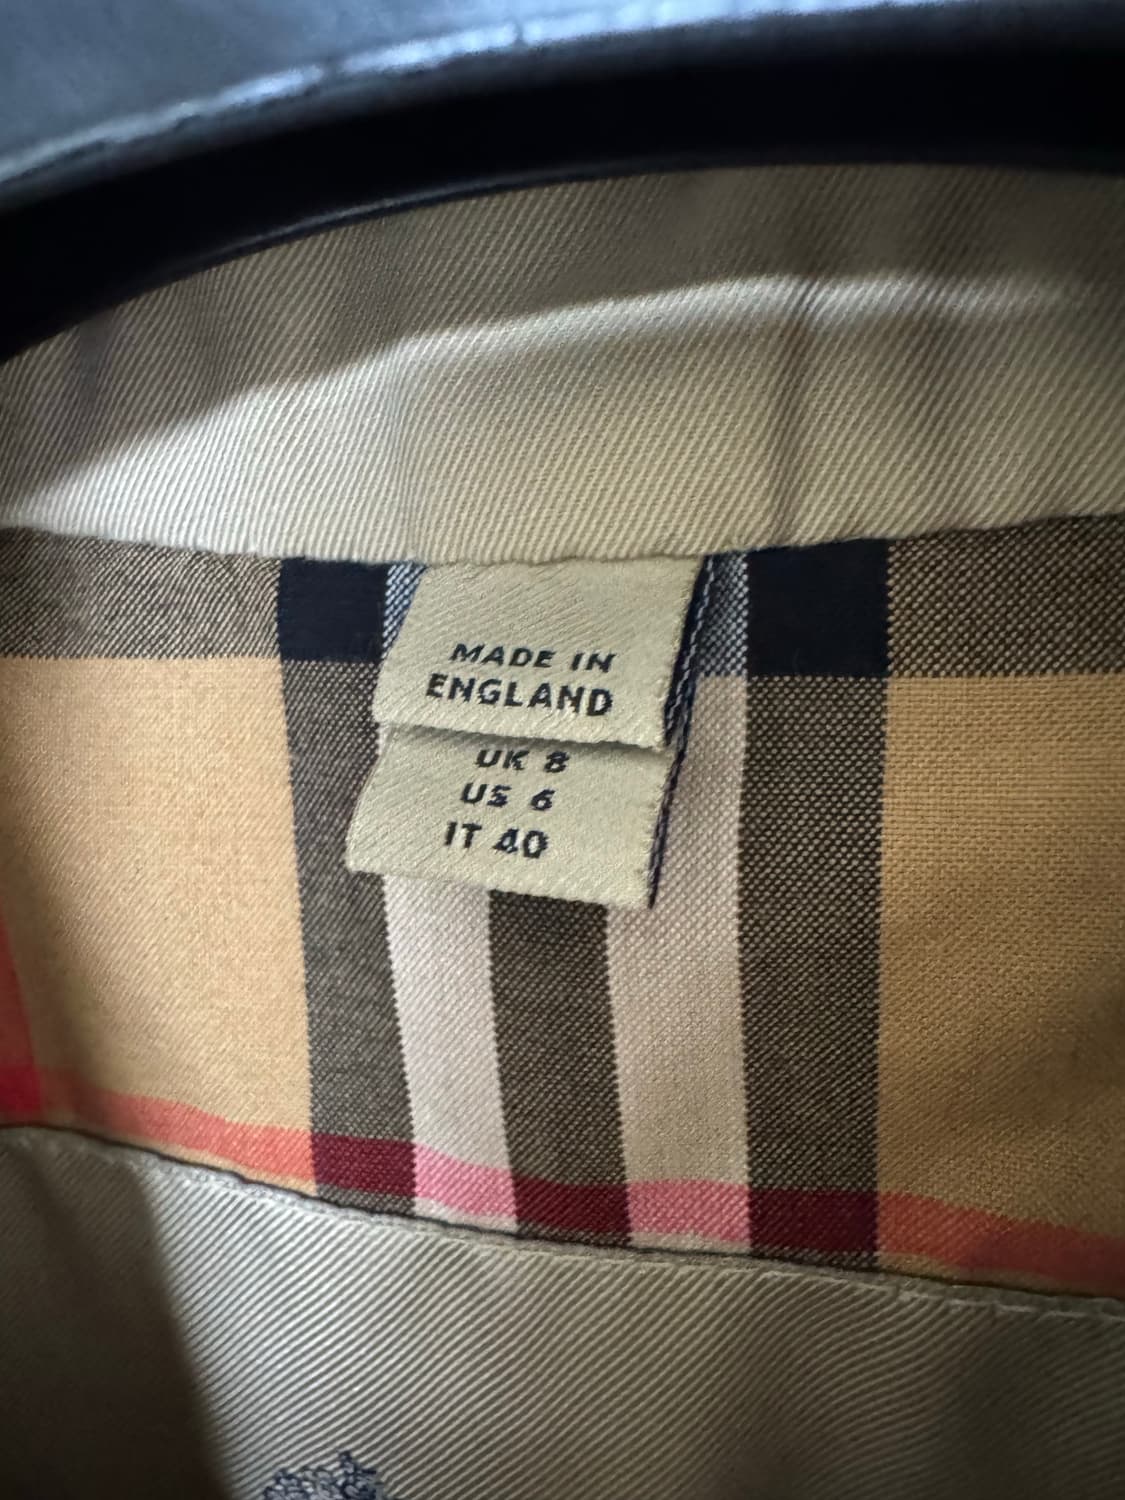 MADE IN
ENGLAND
UK 8
US 6
IT 40